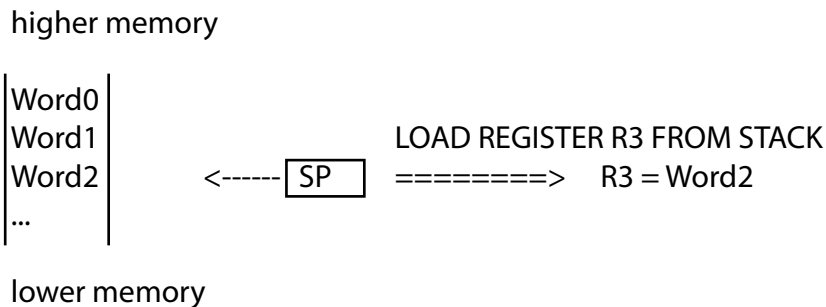 higher memory
Word0
Word1 LOAD REGISTER R3 FROM STACK
Word2 <------ SP ========> R3 = Word2
...
lower memory